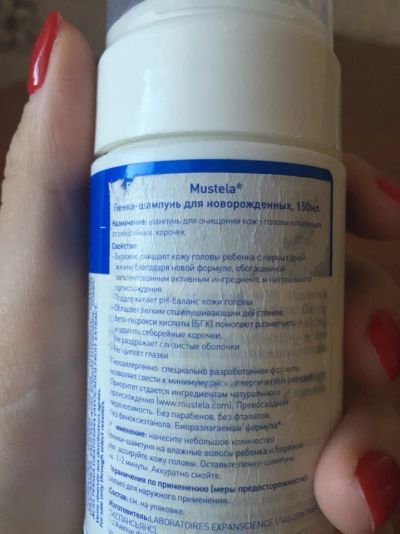 Mustela®
Пенка-шампунь для новорожденных, 150мл.
Назначение: шампунь для очищения кожи головы младенцев
от себорейных корочек
Свойства:
- Бережно очищает кожу головы ребенка с первых дней
жизни, благодаря новой формуле, обогащенной
запатентованным активным ингредиентом натурального
происхождения
- Поддерживает pH-баланс кожи головы
- Обладает легким отшелушивающим действием.
Бета-гидрокси кислоты (БГК) помогают размягчить
и удалить себорейные корочки.
- Не раздражает слизистые оболочки
- Не щиплет глазки
Гипоаллергенно: специально разработанная формула
позволяет свести к минимуму риск аллергических реакций.
Приоритет отдается ингредиентам натурального
происхождения (www.mustela.com). Превосходной
переносимость. Без парабенов, без фталатов,
без феноксиэтанола. Биоразлагаемая формула*.
именение: нанесите небольшое количество
пенки-шампуня на влажные волосы ребенка и бережно
ассируйте кожу головы. Оставьте пенку-шампунь
1-2 минуты. Аккуратно смойте.
Ограничения по применению (меры предосторожности):
только для наружного применения.
Состав: см. на упаковке.
Изготовитель: LABORATOIRES EXPANSCIENCE